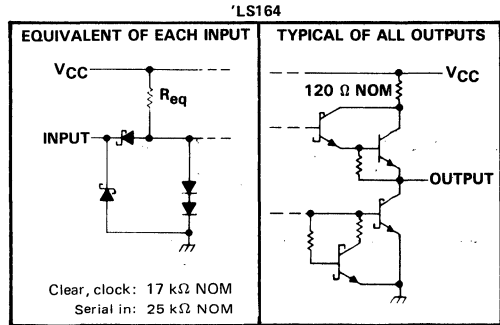 'LS164
EQUIVALENT OF EACH INPUT
VCC
Req
INPUT
Clear, clock: 17 kΩ NOM
Serial in: 25 kΩ NOM
TYPICAL OF ALL OUTPUTS
VCC
120 Ω NOM
OUTPUT